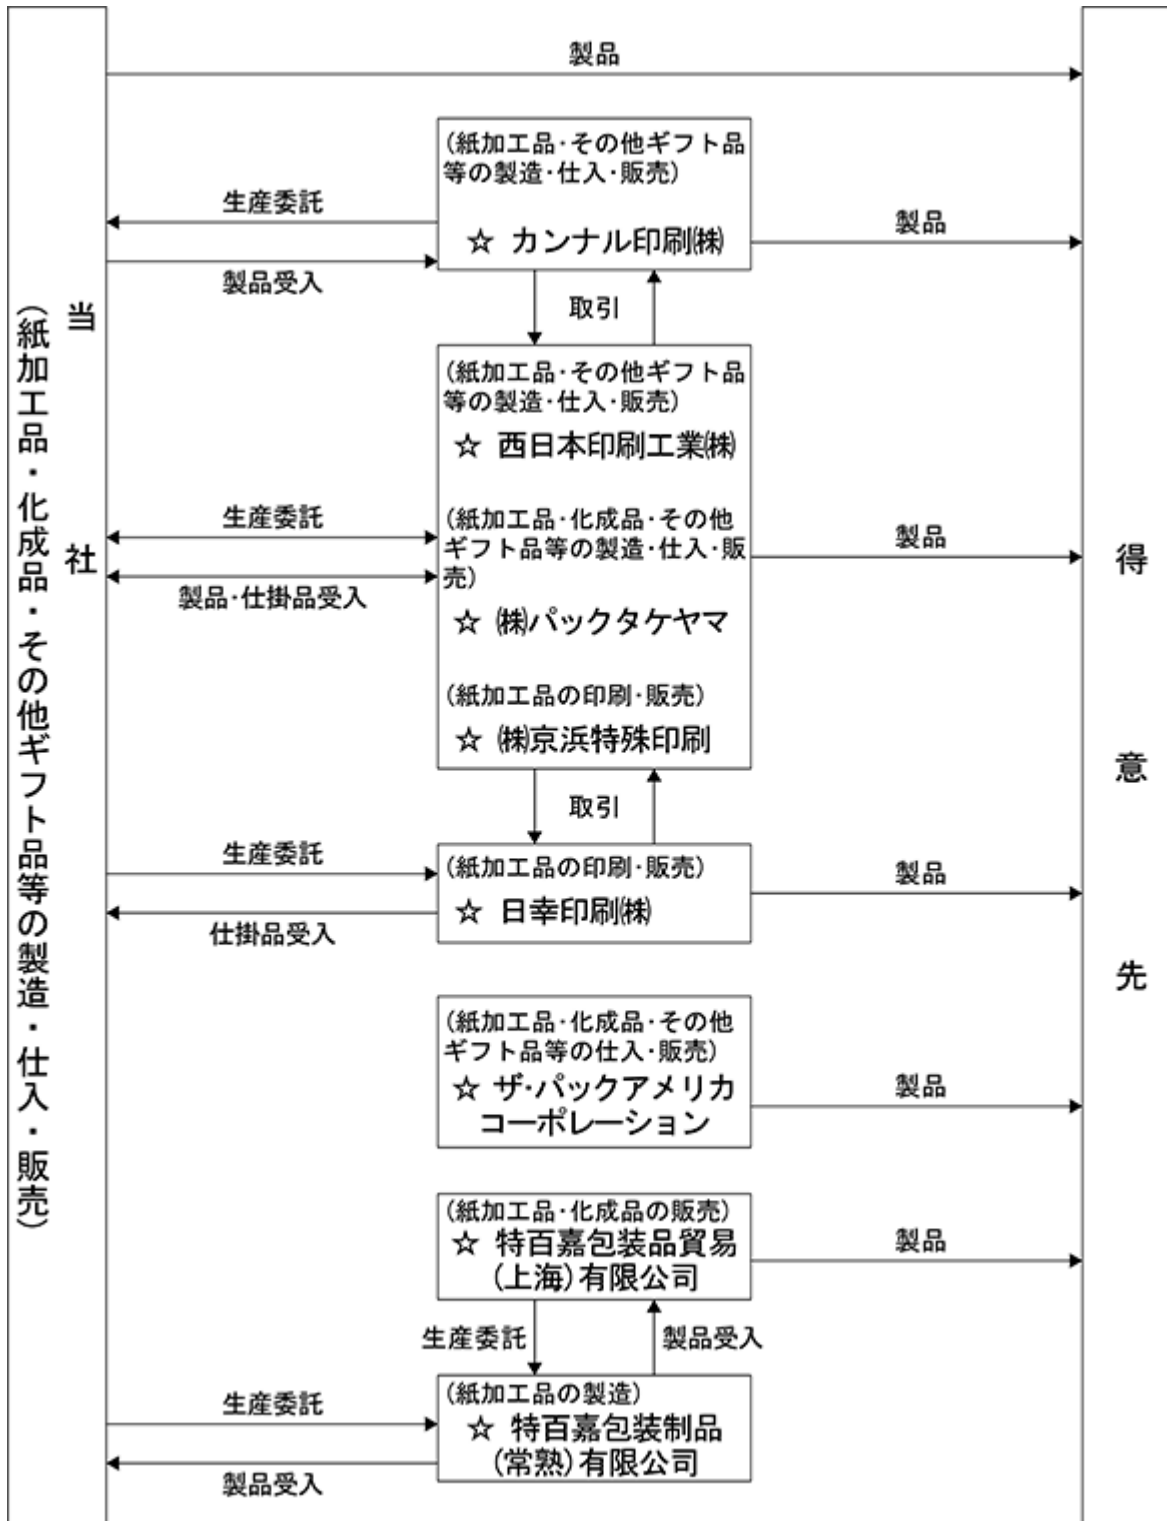 製品
(紙加工品・その他ギフト品
等の製造・仕入・販売)
☆ カンナル印刷㈱
生産委託
製品受入
製品
取引
当社
(紙加工品・化成品・その他ギフト品等の製造・仕入・販売)
(紙加工品・その他ギフト品
等の製造・仕入・販売)
☆ 西日本印刷工業㈱
(紙加工品・化成品・その他
ギフト品等の製造・仕入・販
売)
☆ ㈱パックタケヤマ
(紙加工品の印刷・販売)
☆ ㈱京浜特殊印刷
生産委託
製品・仕掛品受入
製品
得意先
取引
生産委託
仕掛品受入
(紙加工品の印刷・販売)
☆ 日幸印刷㈱
製品
(紙加工品・化成品・その他
ギフト品等の仕入・販売)
☆ ザ・パックアメリカ
コーポレーション
製品
(紙加工品・化成品の販売)
☆ 特百嘉包装品貿易
(上海)有限公司
製品
生産委託
製品受入
(紙加工品の製造)
☆ 特百嘉包装制品
(常熟)有限公司
生産委託
製品受入